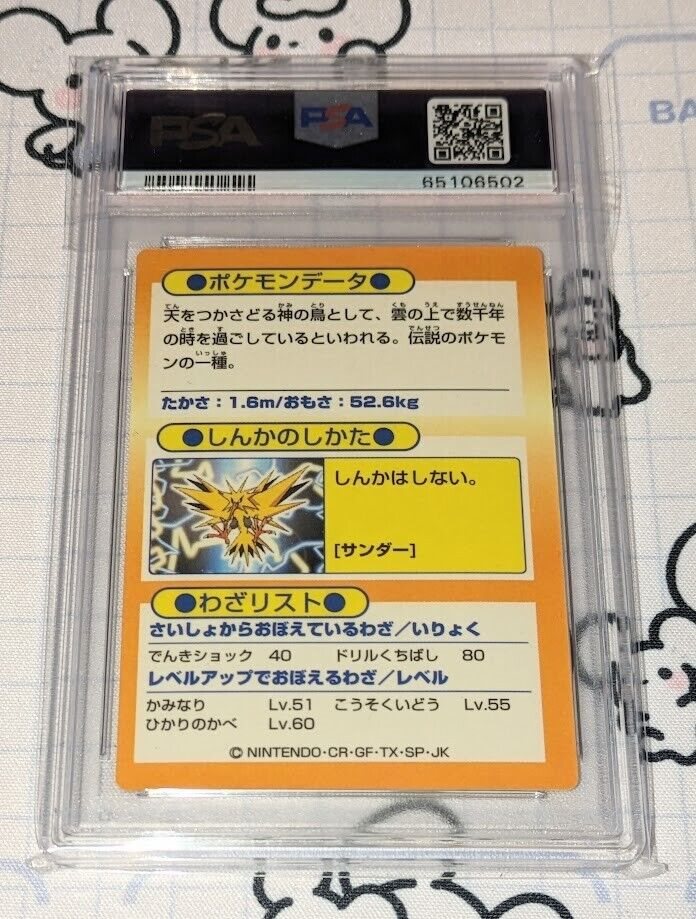 PSA PSA
65106502
●ポケモンデータ●
天をつかさどる神の鳥として、雲の上で数千年
の時を過ごしているといわれる。伝説のポケモ
ンの一種。
たかさ：1.6m/おもさ：52.6kg
●しんかのしかた●
しんかはしない。
[サンダー]
●わざリスト●
さいしょからおぼえているわざ／いりょく
でんきショック 40 ドリルくちばし 80
レベルアップでおぼえるわざ／レベル
かみなり Lv.51 こうそくいどう Lv.55
ひかりのかべ Lv.60
© NINTENDO・CR・GF・TX・SP・JK
BA